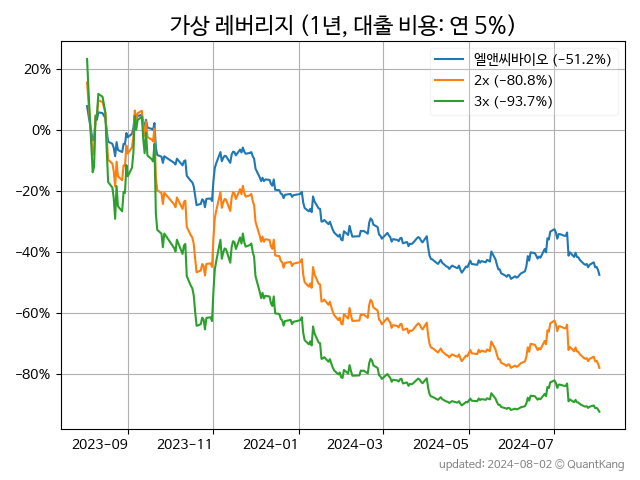 가상 레버리지 (1년, 대출 비용: 연 5%)
엘앤씨바이오 (−51.2%)
2x (−80.8%)
3x (−93.7%)
20%
0%
−20%
−40%
−60%
−80%
2023-09 2023-11 2024-01 2024-03 2024-05 2024-07
updated: 2024-08-02 © QuantKang